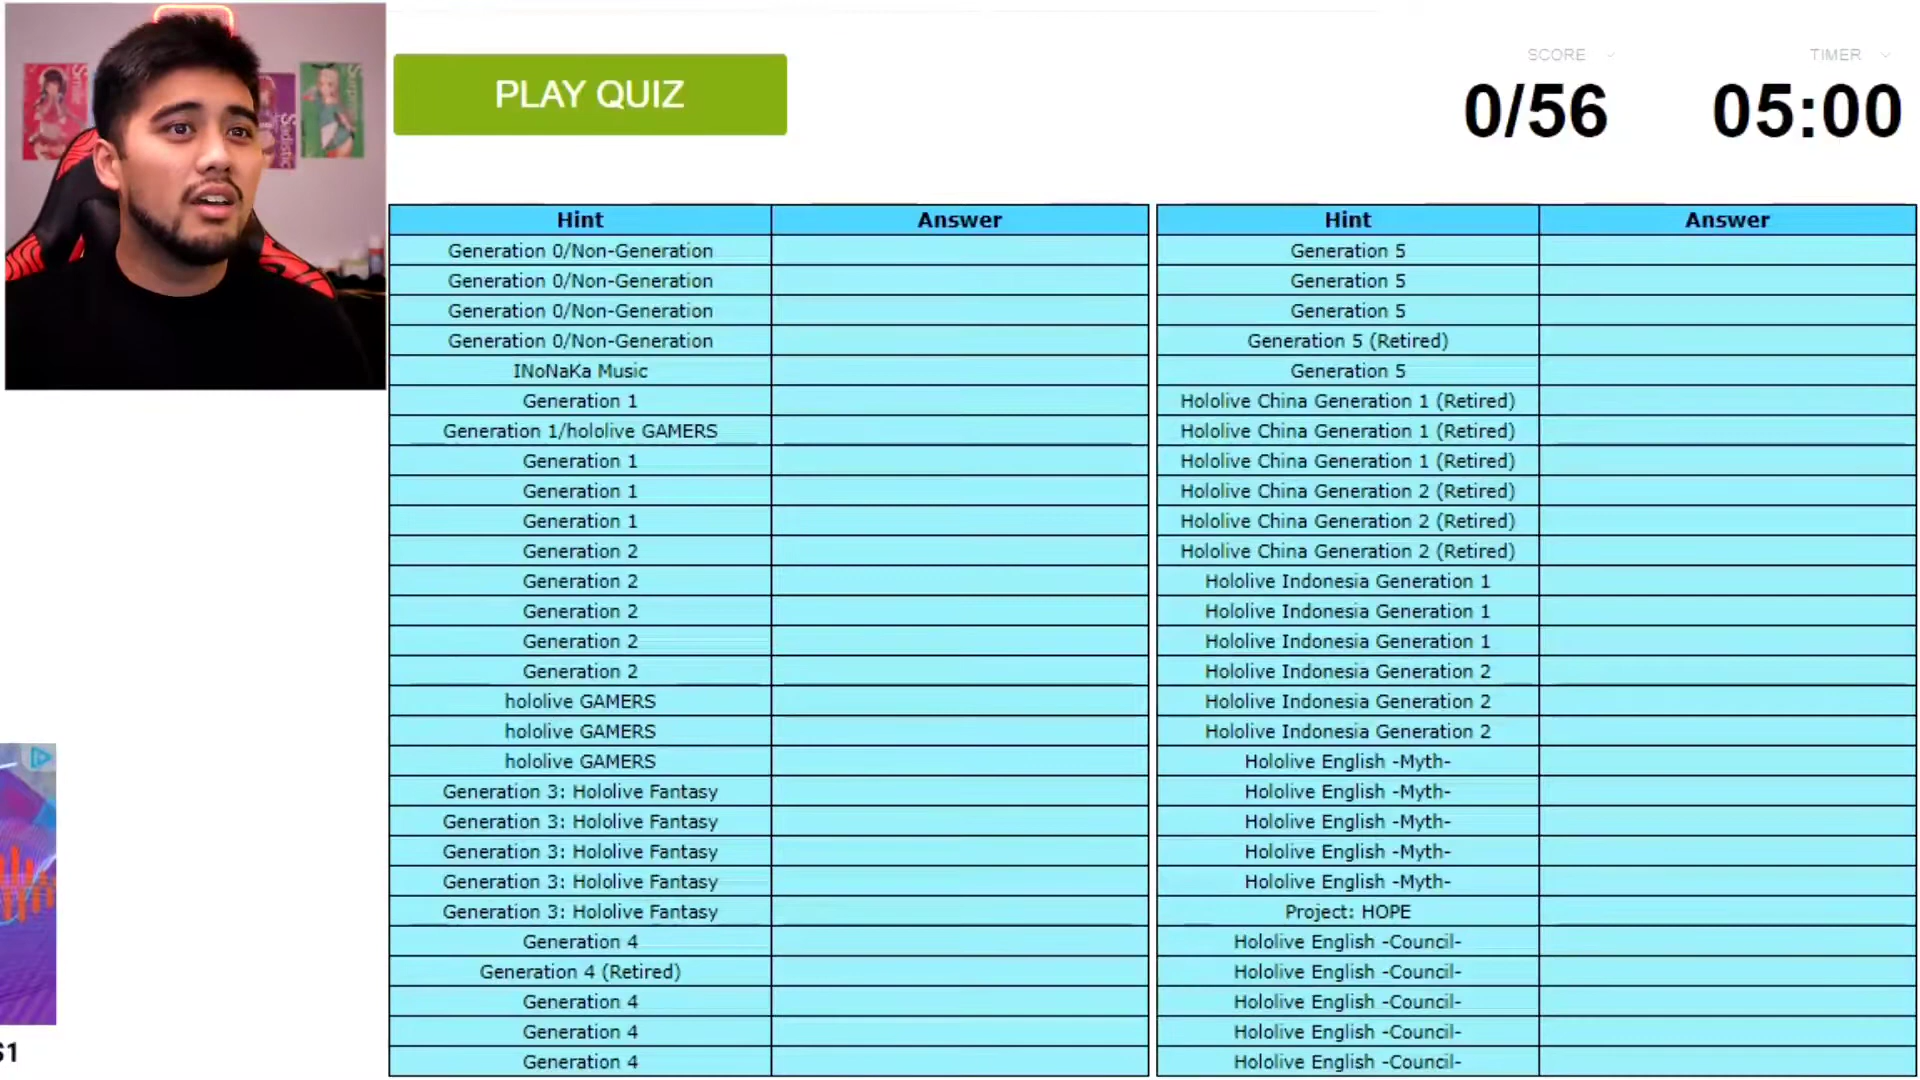 PLAY QUIZ
SCORE
0/56
TIMER
05:00
Hint Answer
Generation 0/Non-Generation
Generation 0/Non-Generation
Generation 0/Non-Generation
Generation 0/Non-Generation
INoNaKa Music
Generation 1
Generation 1/hololive GAMERS
Generation 1
Generation 1
Generation 1
Generation 2
Generation 2
Generation 2
Generation 2
Generation 2
hololive GAMERS
hololive GAMERS
hololive GAMERS
Generation 3: Hololive Fantasy
Generation 3: Hololive Fantasy
Generation 3: Hololive Fantasy
Generation 3: Hololive Fantasy
Generation 3: Hololive Fantasy
Generation 4
Generation 4 (Retired)
Generation 4
Generation 4
Generation 4
Hint Answer
Generation 5
Generation 5
Generation 5
Generation 5 (Retired)
Generation 5
Hololive China Generation 1 (Retired)
Hololive China Generation 1 (Retired)
Hololive China Generation 1 (Retired)
Hololive China Generation 2 (Retired)
Hololive China Generation 2 (Retired)
Hololive China Generation 2 (Retired)
Hololive Indonesia Generation 1
Hololive Indonesia Generation 1
Hololive Indonesia Generation 1
Hololive Indonesia Generation 2
Hololive Indonesia Generation 2
Hololive Indonesia Generation 2
Hololive English -Myth-
Hololive English -Myth-
Hololive English -Myth-
Hololive English -Myth-
Hololive English -Myth-
Project: HOPE
Hololive English -Council-
Hololive English -Council-
Hololive English -Council-
Hololive English -Council-
Hololive English -Council-
Smile
Sadistic
Surprise